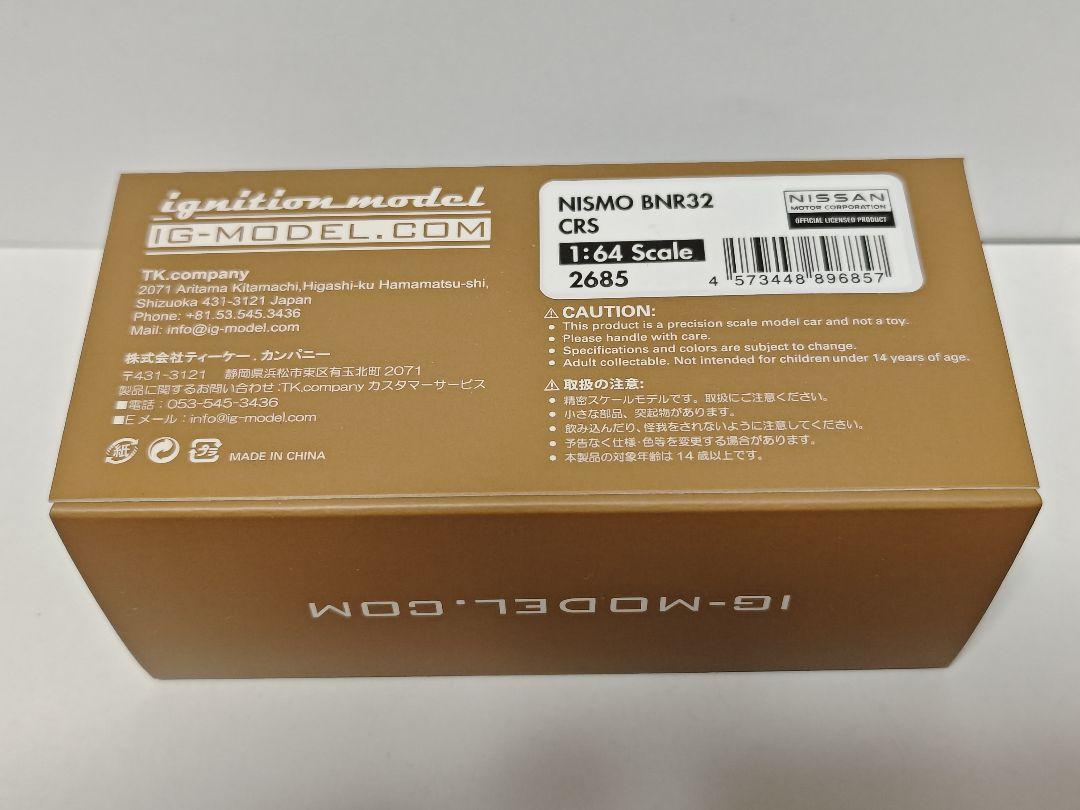 ignition model
IG-MODEL.COM
TK.company
2071 Aritama Kitamachi,Higashi-ku Hamamatsu-shi,
Shizuoka 431-3121 Japan
Phone: +81.53.545.3436
Mail: info@ig-model.com
株式会社ティーケー.カンパニー
〒431-3121 静岡県浜松市東区有玉北町 2071
製品に関するお問い合わせ:TK.company カスタマーサービス
■電話：053-545-3436
■Eメール：info@ig-model.com
紙
プラ
MADE IN CHINA
NISMO BNR32
CRS
1:64 Scale
2685
NISSAN
MOTOR CORPORATION
OFFICIAL LICENSED PRODUCT
4 573448 896857
⚠ CAUTION:
• This product is a precision scale model car and not a toy.
• Please handle with care.
• Specifications and colors are subject to change.
• Adult collectable. Not intended for children under 14 years of age.
⚠ 取扱の注意:
• 精密スケールモデルです。取扱にご注意ください。
• 小さな部品、突起物があります。
• 飲み込んだり、怪我をされないように注意してください。
• 予告なく仕様・色等を変更する場合があります。
• 本製品の対象年齢は14歳以上です。
IG-MODEL.COM